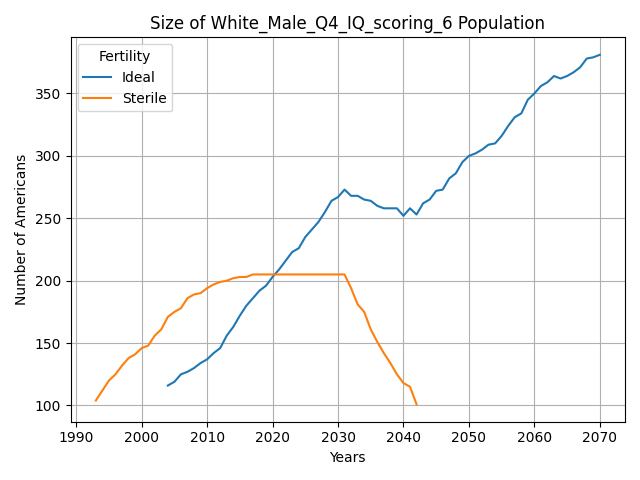 Size of White_Male_Q4_IQ_scoring_6 Population
Fertility
Ideal
Sterile
Number of Americans
350
300
250
200
150
100
1990 2000 2010 2020 2030 2040 2050 2060 2070
Years